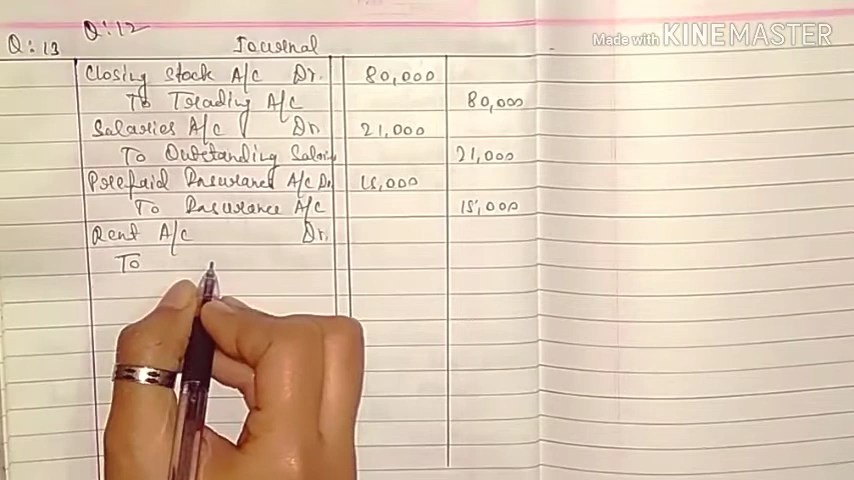 Q: 12
Q: 13
Journal
Made with KINEMASTER
Closing Stock A/c Dr. 80,000
To Trading A/c 80,000
Salaries A/c Dr. 21,000
To Outstanding 21,000
Prepaid Insurance A/c Dr. 15,000
To Insurance A/c 15,000
Rent A/c Dr.
To